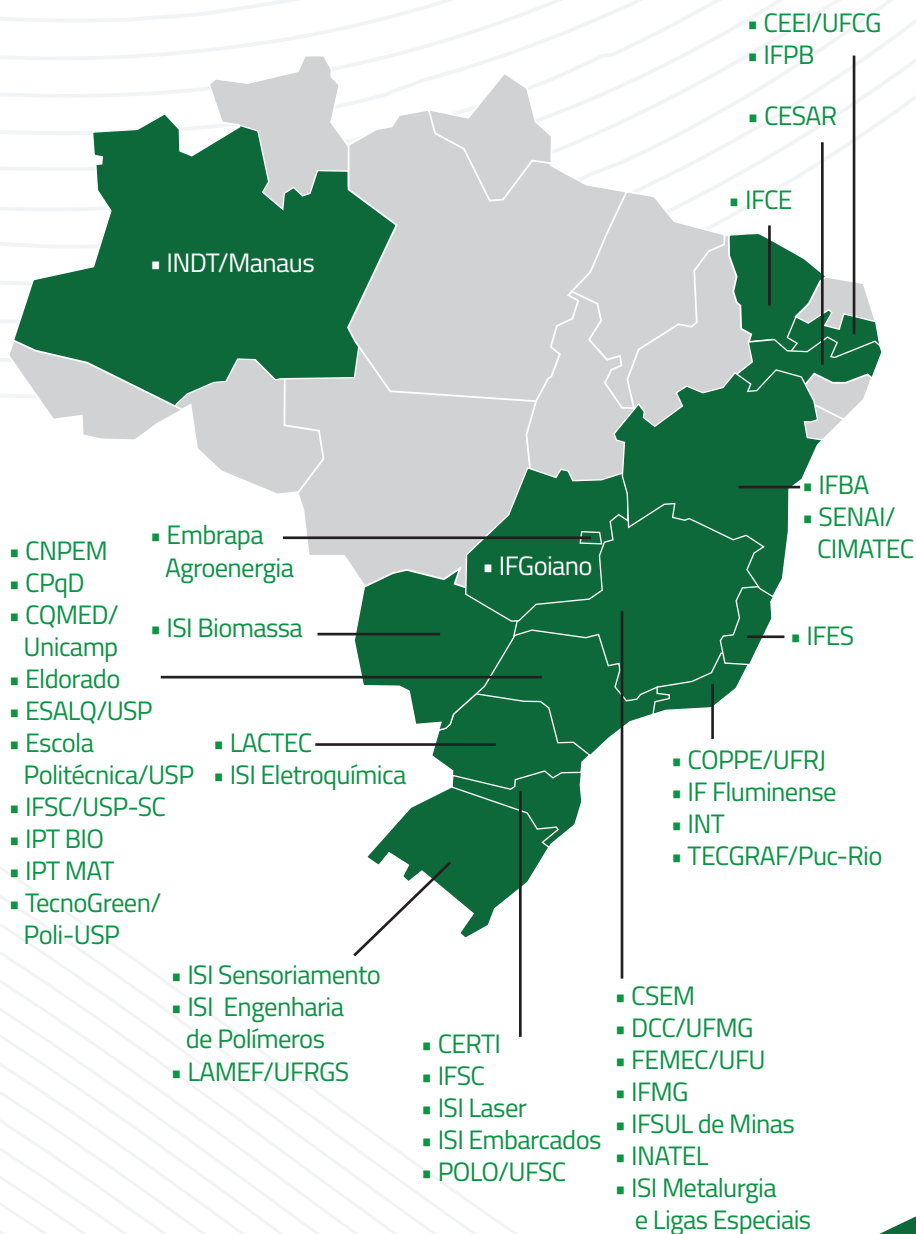 ▪ CEEI/UFCG
▪ IFPB
▪ CESAR
▪ IFCE
▪ INDT/Manaus
▪ IFBA
▪ SENAI/
CIMATEC
▪ Embrapa
Agroenergia
▪ IFGoiano
▪ ISI Biomassa
▪ IFES
▪ CNPEM
▪ CPqD
▪ CQMED/
Unicamp
▪ Eldorado
▪ ESALQ/USP
▪ Escola
Politécnica/USP
▪ IFSC/USP-SC
▪ IPT BIO
▪ IPT MAT
▪ TecnoGreen/
Poli-USP
▪ LACTEC
▪ ISI Eletroquímica
▪ COPPE/UFRJ
▪ IF Fluminense
▪ INT
▪ TECGRAF/Puc-Rio
▪ ISI Sensoriamento
▪ ISI Engenharia
de Polímeros
▪ LAMEF/UFRGS
▪ CERTI
▪ IFSC
▪ ISI Laser
▪ ISI Embarcados
▪ POLO/UFSC
▪ CSEM
▪ DCC/UFMG
▪ FEMEC/UFU
▪ IFMG
▪ IFSUL de Minas
▪ INATEL
▪ ISI Metalurgia
e Ligas Especiais